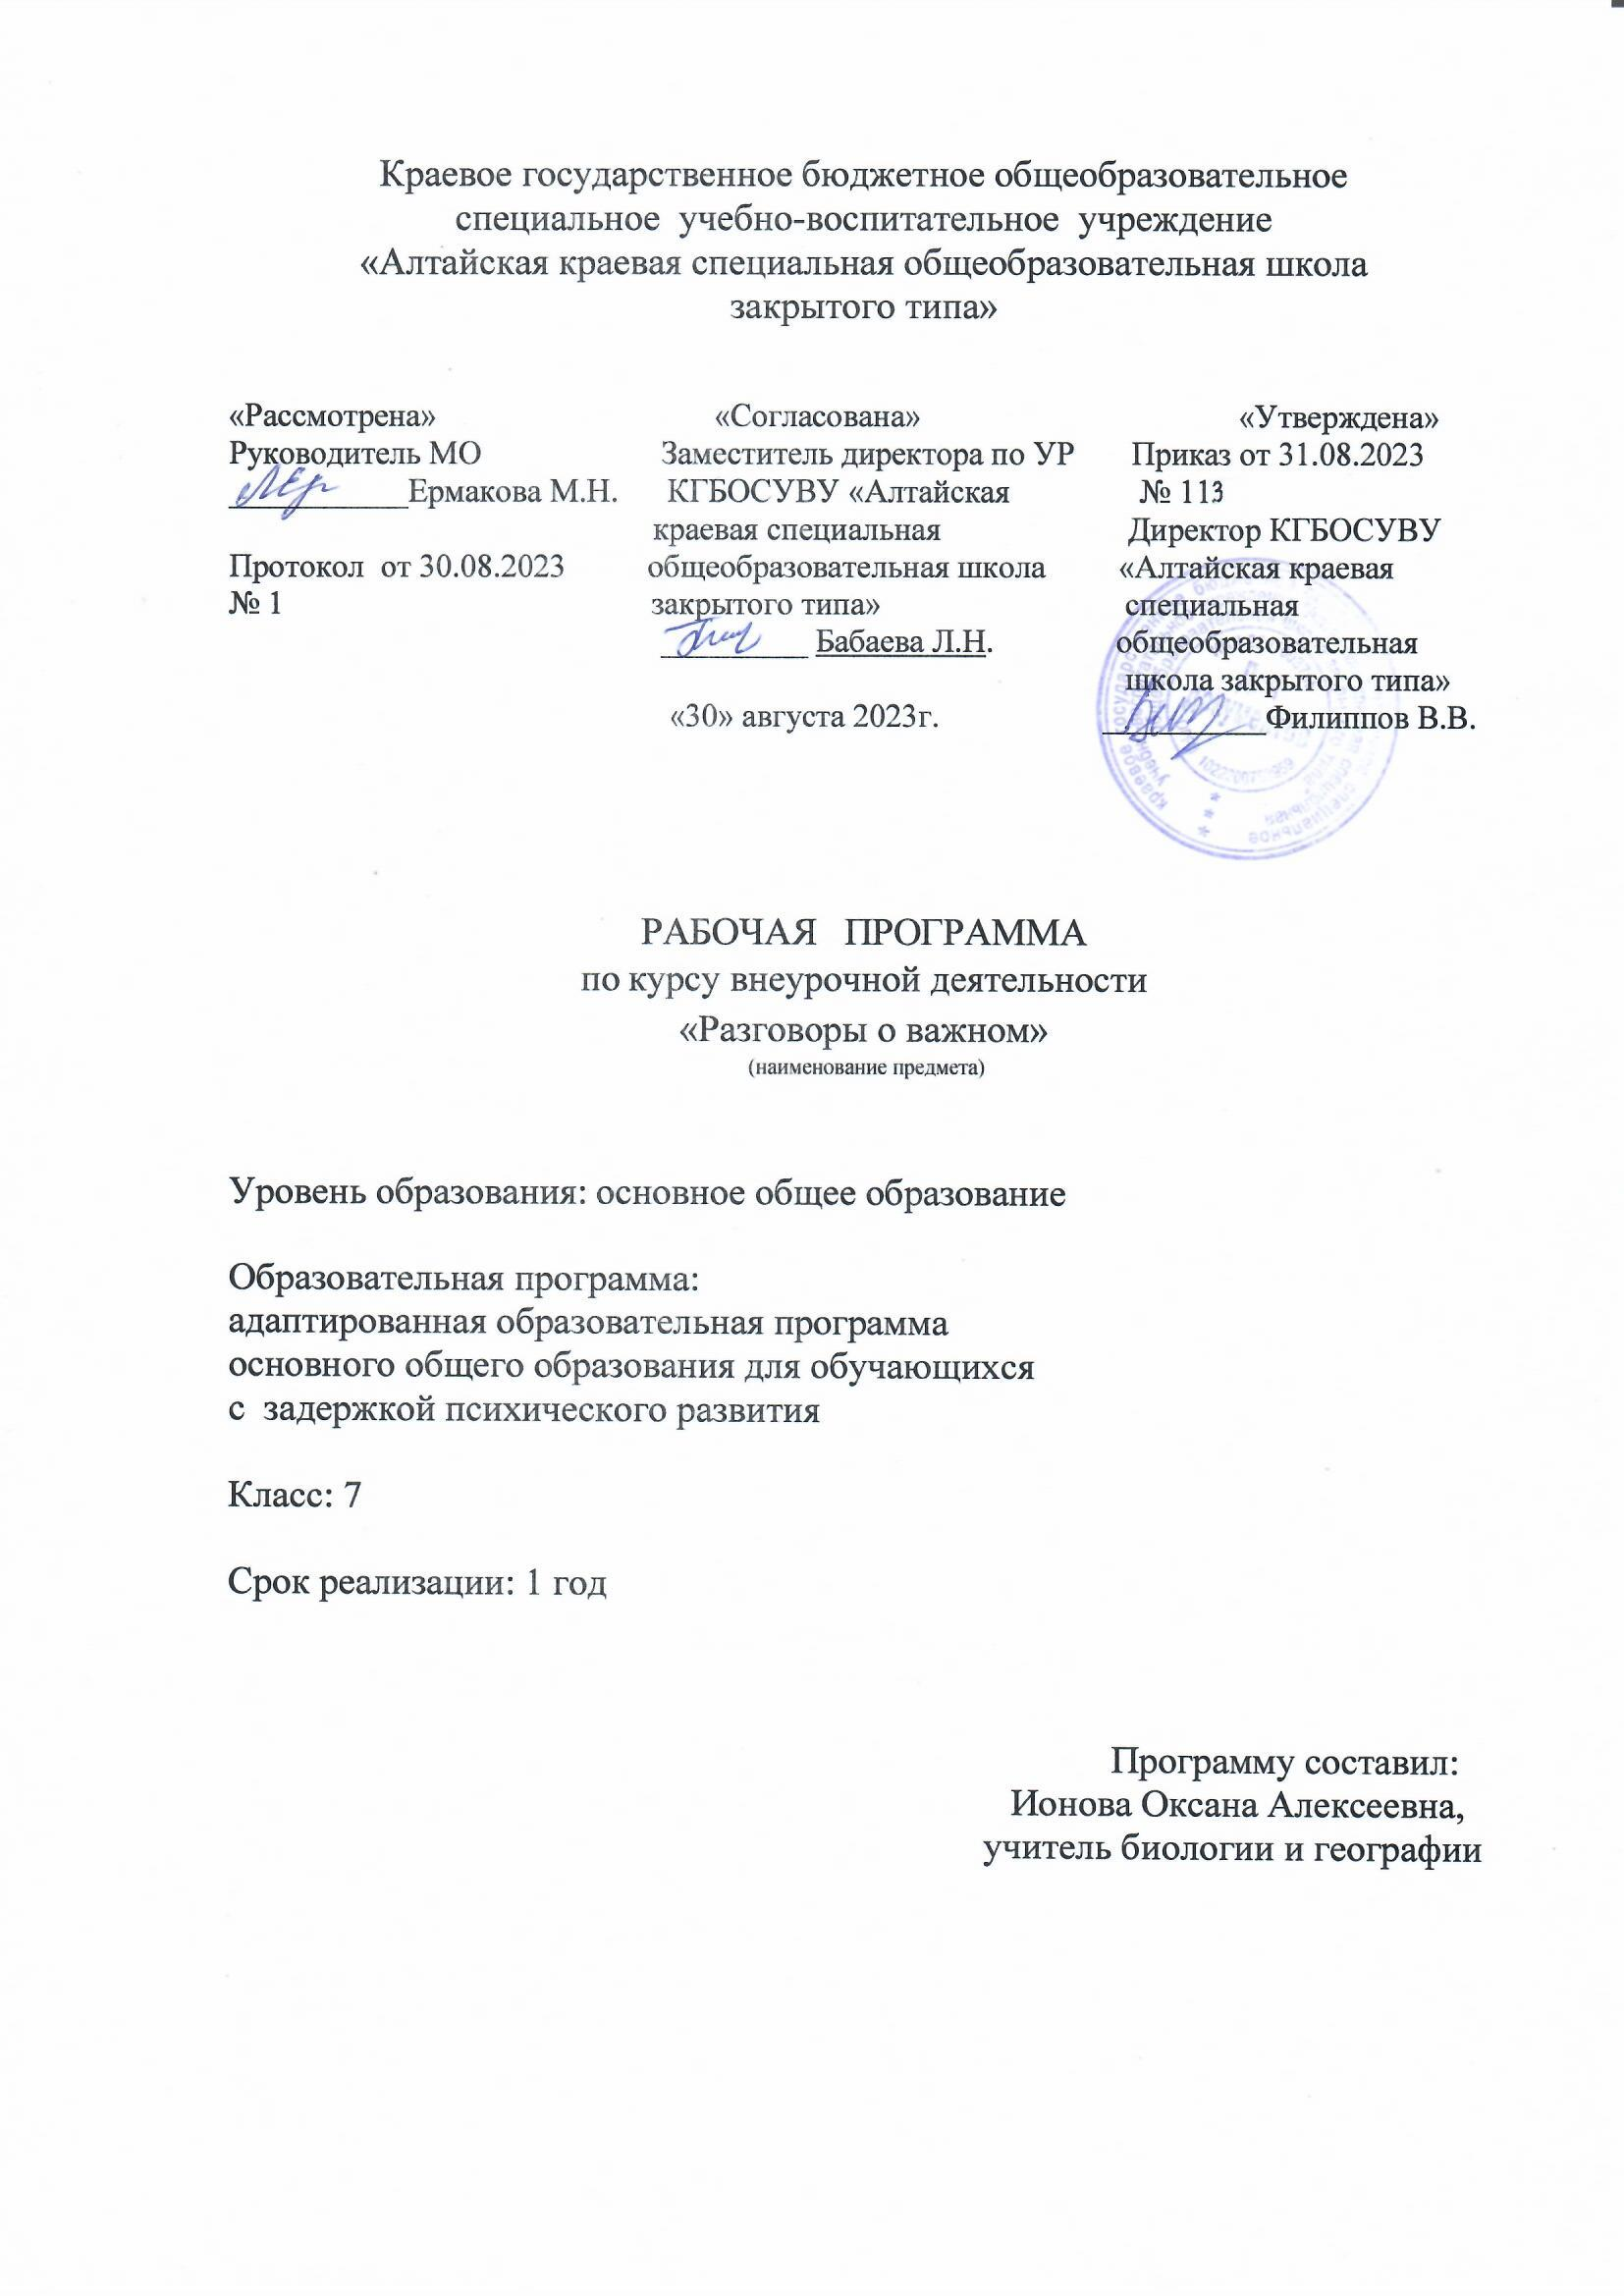 Краевое государственное бюджетное общеобразовательное
специальное учебно-воспитательное учреждение
«Алтайская краевая специальная общеобразовательная школа
закрытого типа»
«Рассмотрена»
Руководитель МО
____________Ермакова М.Н.
Протокол от 30.08.2023
№ 1
«Согласована»
Заместитель директора по УР
КГБОСУВУ «Алтайская
краевая специальная
общеобразовательная школа
закрытого типа»
__________ Бабаева Л.Н.
«30» августа 2023г.
«Утверждена»
Приказ от 31.08.2023
№ 113
Директор КГБОСУВУ
«Алтайская краевая
специальная
общеобразовательная
школа закрытого типа»
___________Филиппов В.В.
РАБОЧАЯ ПРОГРАММА
по курсу внеурочной деятельности
«Разговоры о важном»
(наименование предмета)
Уровень образования: основное общее образование
Образовательная программа:
адаптированная образовательная программа
основного общего образования для обучающихся
с задержкой психического развития
Класс: 7
Срок реализации: 1 год
Программу составил:
Ионова Оксана Алексеевна,
учитель биологии и географии